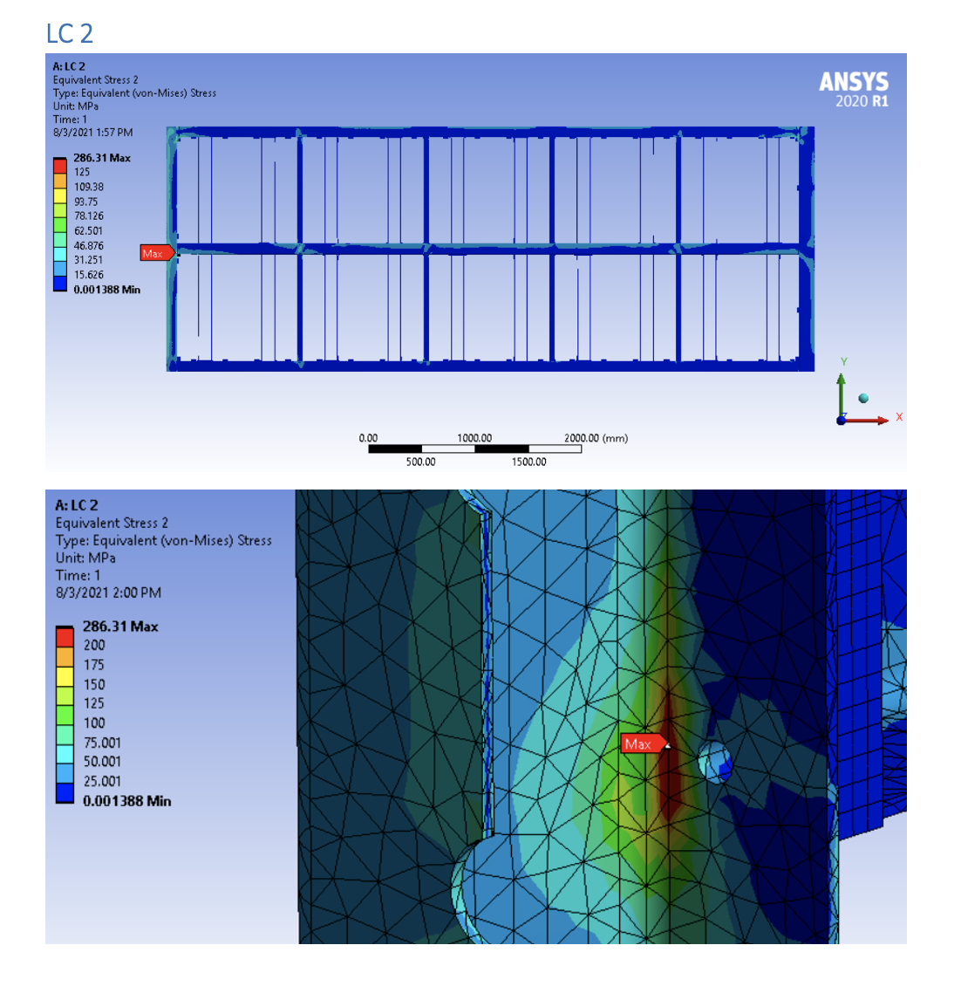 LC 2
A: LC 2
Equivalent Stress 2
Type: Equivalent (von-Mises) Stress
Unit: MPa
Time: 1
8/3/2021 1:57 PM
ANSYS
2020 R1
286.31 Max
125
109.38
93.75
78.126
62.501
46.876
31.251
15.626
0.001388 Min
Max
Y
Z
X
0.00 1000.00 2000.00 (mm)
500.00 1500.00
A: LC 2
Equivalent Stress 2
Type: Equivalent (von-Mises) Stress
Unit: MPa
Time: 1
8/3/2021 2:00 PM
286.31 Max
200
175
150
125
100
75.001
50.001
25.001
0.001388 Min
Max